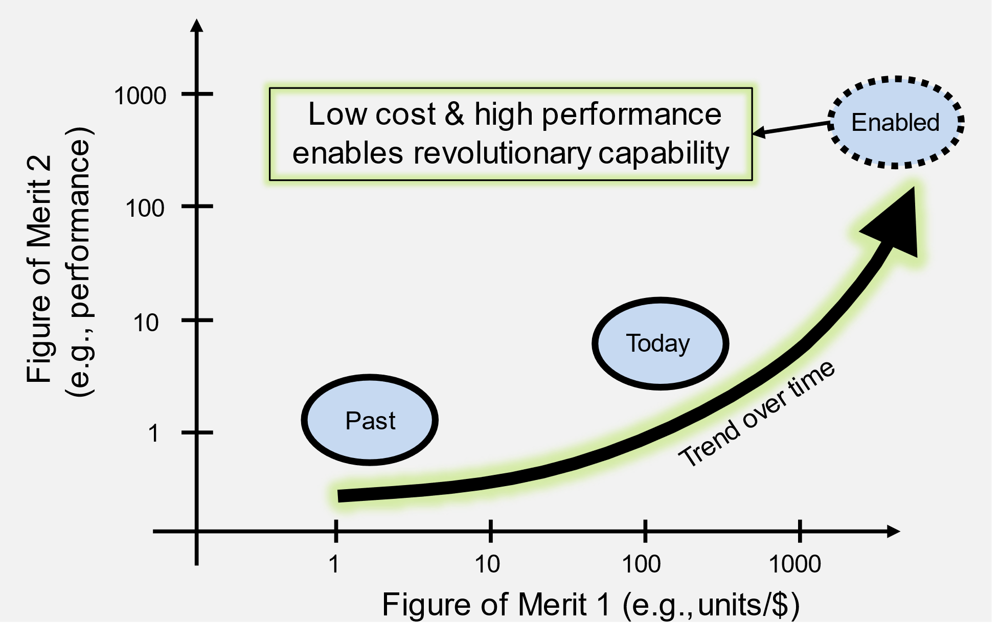 1000
100
10
1
Figure of Merit 2
(e.g., performance)
Low cost & high performance
enables revolutionary capability
Enabled
Today
Past
Trend over time
1
10
100
1000
Figure of Merit 1 (e.g., units/$)